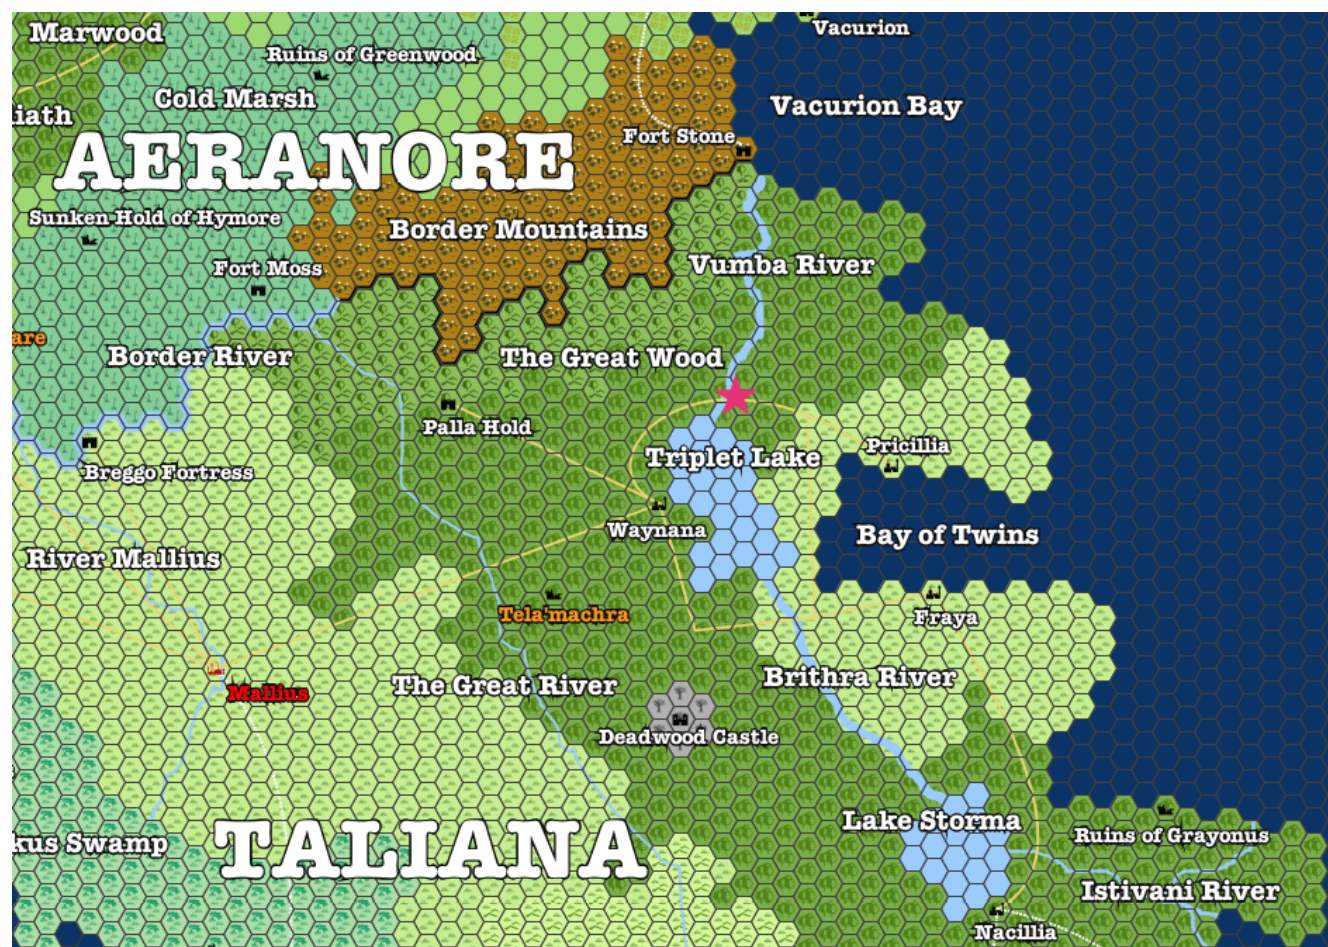 Marwood
Vacurion
Ruins of Greenwood
Cold Marsh
Vacurion Bay
iath
Fort Stone
AERANORE
Sunken Hold of Hymore
Border Mountains
Fort Moss
Vumba River
are
Border River
The Great Wood
Palla Hold
Pricillia
Triplet Lake
Breggo Fortress
Waynana
Bay of Twins
River Mallius
Tela'machra
Fraya
Mallius
The Great River
Brithra River
Deadwood Castle
Lake Storma
Ruins of Grayonus
kus Swamp
TALIANA
Istivani River
Nacillia